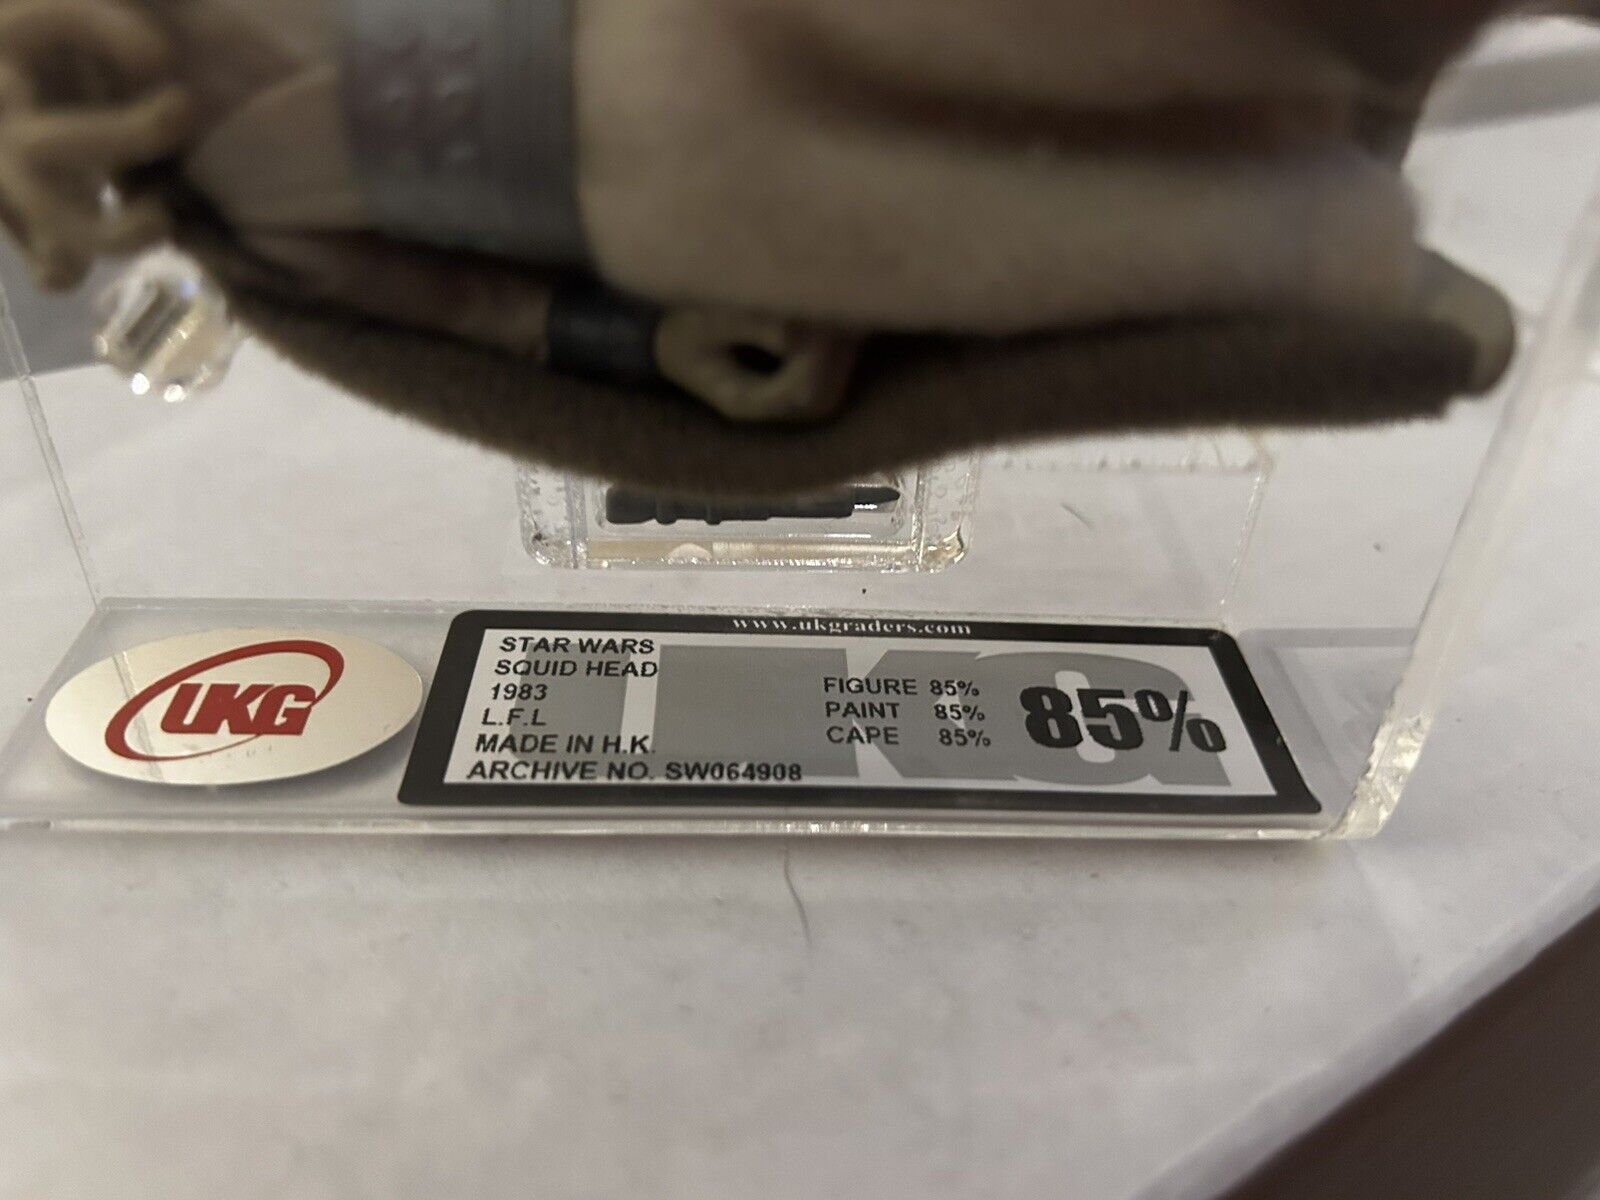 www.ukgraders.com
UKG
STAR WARS
SQUID HEAD
1983
L.F.L
MADE IN H.K.
ARCHIVE NO. SW064908
FIGURE 85%
PAINT 85%
CAPE 85%
85%
UKG